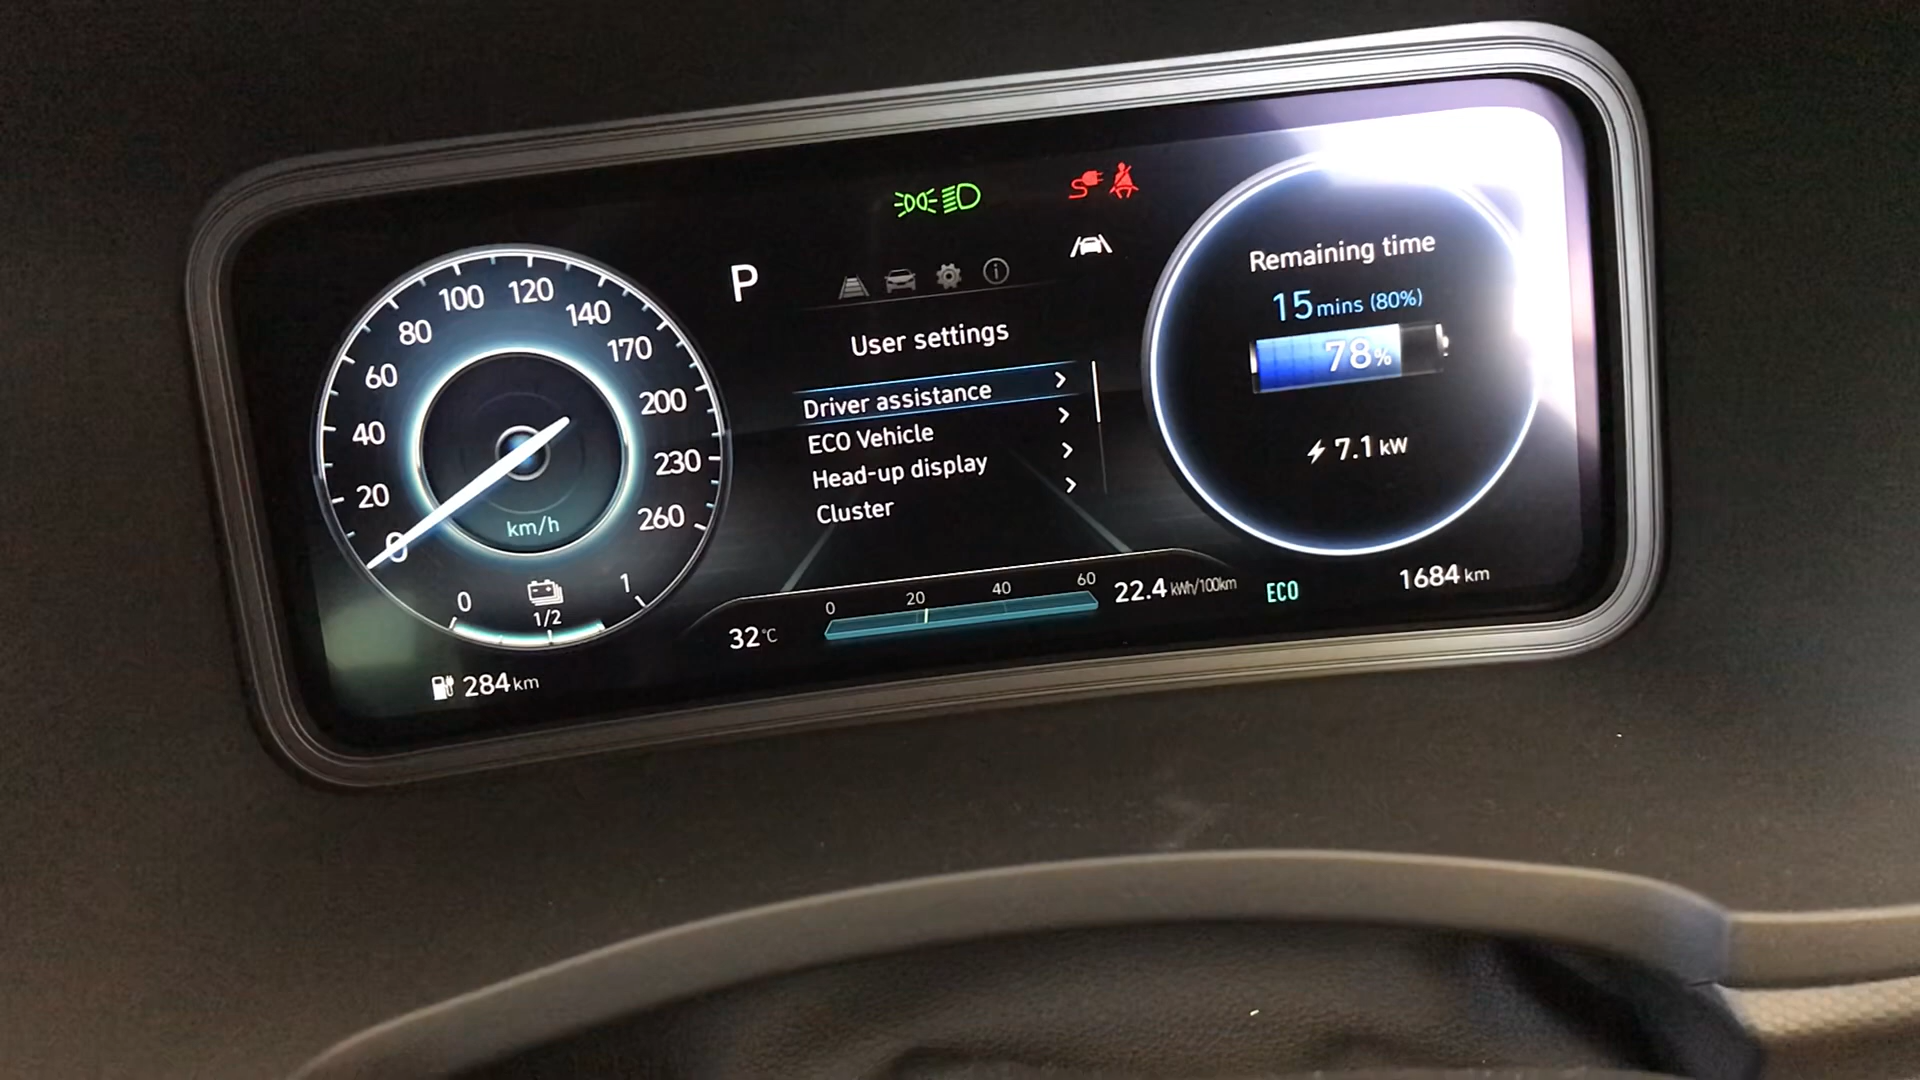 0
20
40
60
80
100
120
140
170
200
230
260
km/h
0
1/2
1
284 km
P
User settings
Driver assistance
ECO Vehicle
Head-up display
Cluster
32°C
0 20 40 60
22.4 kWh/100km
ECO
Remaining time
15 mins (80%)
78%
7.1 kW
1684 km